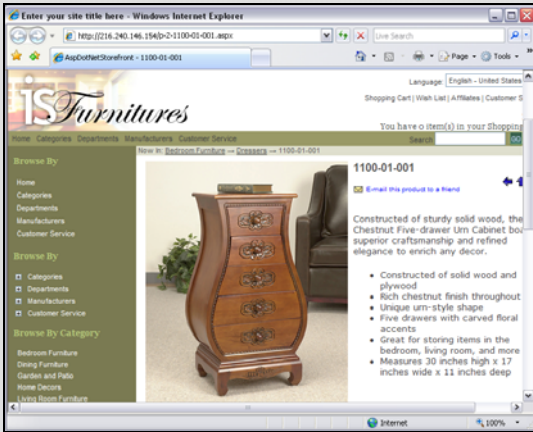 Enter your site title here - Windows Internet Explorer
http://216.240.146.154/p-2-1100-01-001.aspx
Live Search
AspDotNetStorefront - 1100-01-001
Page
Tools
Language: English - United States
IS Furnitures
Shopping Cart | Wish List | Affiliates | Customer S
You have 0 item(s) in your Shopping
Home Categories Departments Manufacturers Customer Service
Search
GO
Now In: Bedroom Furniture → Dressers → 1100-01-001
Browse By
Home
Categories
Departments
Manufacturers
Customer Service
Browse By
Categories
Departments
Manufacturers
Customer Service
Browse By Category
Bedroom Furniture
Dining Furniture
Garden and Patio
Home Decors
Living Room Furniture
1100-01-001
E-mail this product to a friend
Constructed of sturdy solid wood, the
Chestnut Five-drawer Urn Cabinet boa
superior craftsmanship and refined
elegance to enrich any decor.
• Constructed of solid wood and
plywood
• Rich chestnut finish throughout
• Unique urn-style shape
• Five drawers with carved floral
accents
• Great for storing items in the
bedroom, living room, and more
• Measures 30 inches high x 17
inches wide x 11 inches deep
Internet
100%